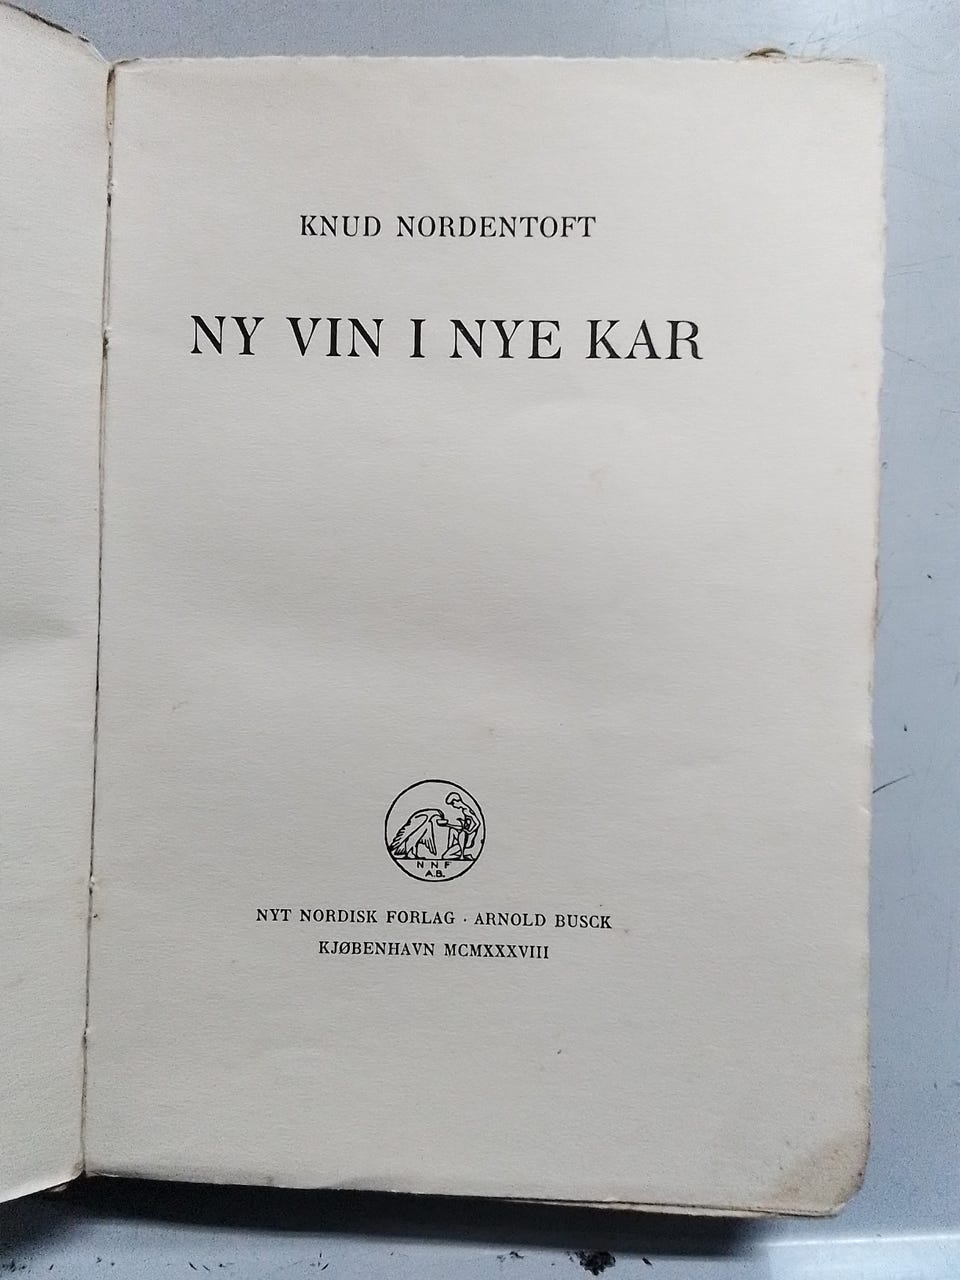 KNUD NORDENTOFT
NY VIN I NYE KAR
N N F
A.B.
NYT NORDISK FORLAG · ARNOLD BUSCK
KJØBENHAVN MCMXXXVIII